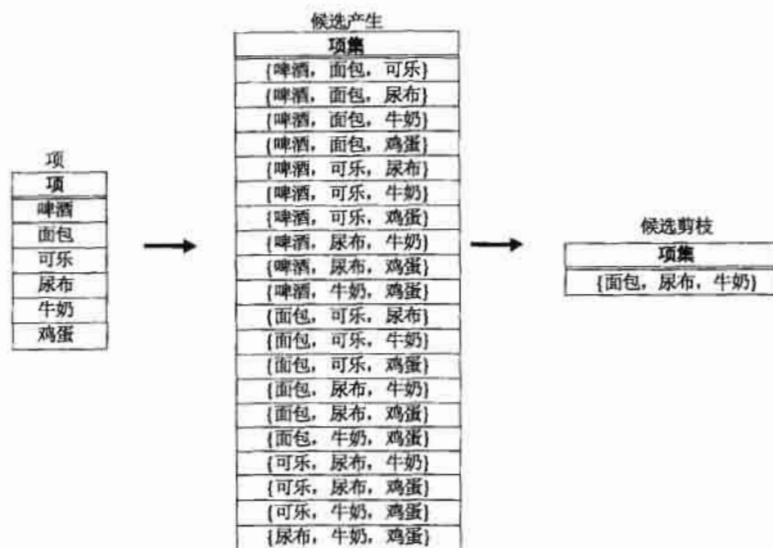 候选产生
项集
{啤酒，面包，可乐}
{啤酒，面包，尿布}
{啤酒，面包，牛奶}
{啤酒，面包，鸡蛋}
{啤酒，可乐，尿布}
{啤酒，可乐，牛奶}
{啤酒，可乐，鸡蛋}
{啤酒，尿布，牛奶}
{啤酒，尿布，鸡蛋}
{啤酒，牛奶，鸡蛋}
{面包，可乐，尿布}
{面包，可乐，牛奶}
{面包，可乐，鸡蛋}
{面包，尿布，牛奶}
{面包，尿布，鸡蛋}
{面包，牛奶，鸡蛋}
{可乐，尿布，牛奶}
{可乐，尿布，鸡蛋}
{可乐，牛奶，鸡蛋}
{尿布，牛奶，鸡蛋}
项
项
啤酒
面包
可乐
尿布
牛奶
鸡蛋
候选剪枝
项集
{面包，尿布，牛奶}